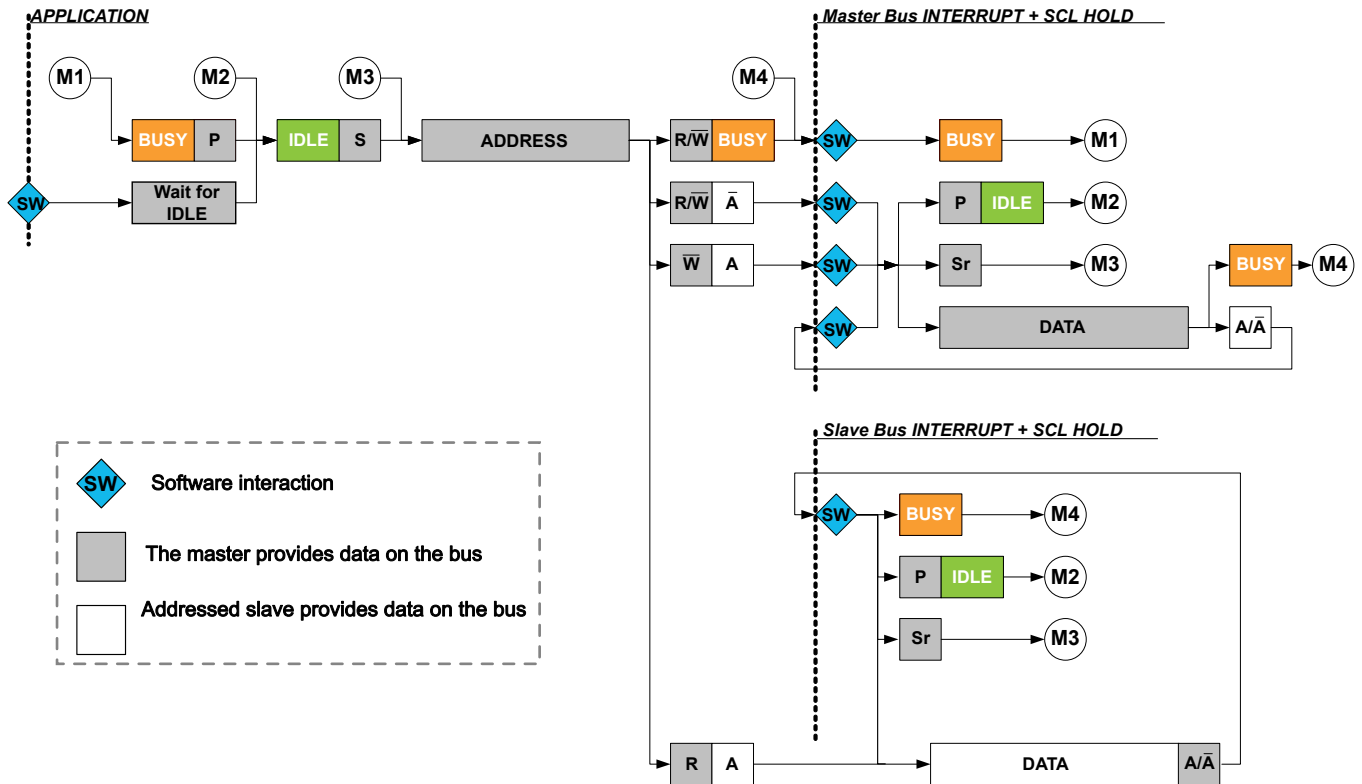 APPLICATION
Master Bus INTERRUPT + SCL HOLD
M1
M2
M3
M4
BUSY P
IDLE S
ADDRESS
R/W̅ BUSY
SW
BUSY
M1
SW
Wait for
IDLE
R/W̅ A̅
SW
P IDLE
M2
W̅ A
SW
Sr
M3
BUSY
M4
SW
DATA
A/A̅
Slave Bus INTERRUPT + SCL HOLD
SW
Software interaction
SW
BUSY
M4
The master provides data on the bus
P IDLE
M2
Addressed slave provides data on the bus
Sr
M3
R A
DATA
A/A̅